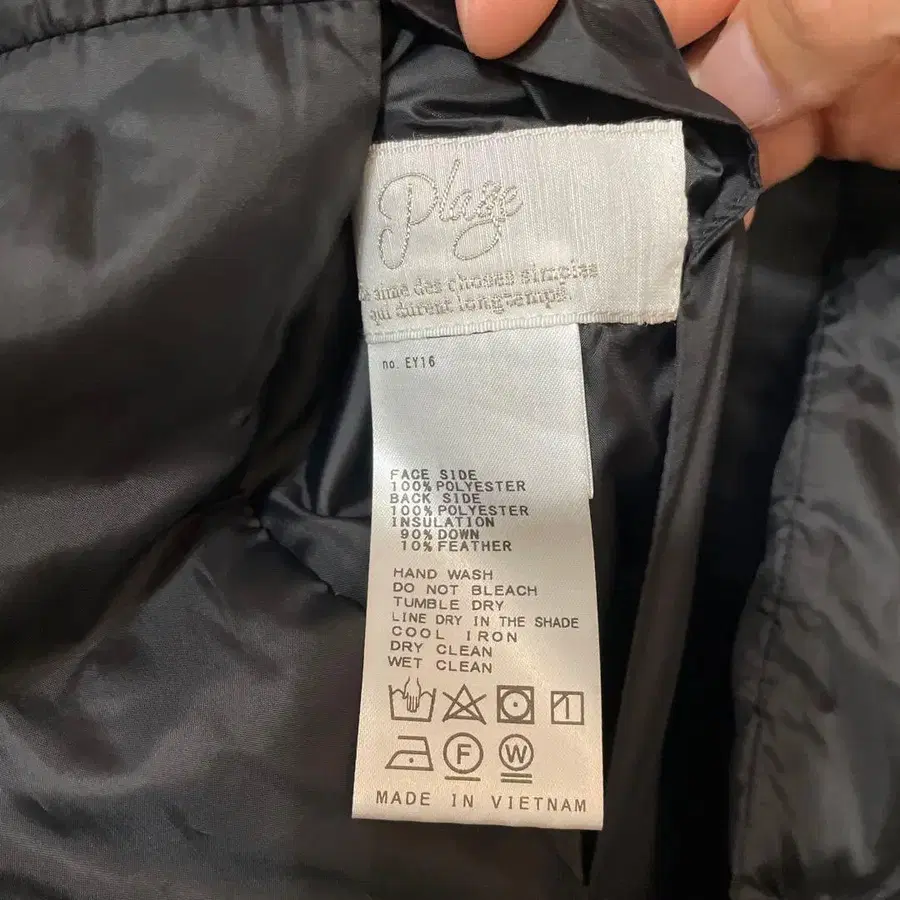 Plage
aime des choses simples
qui durent longtemps.
no. EY16
FACE SIDE
100% POLYESTER
BACK SIDE
100% POLYESTER
INSULATION
90% DOWN
10% FEATHER
HAND WASH
DO NOT BLEACH
TUMBLE DRY
LINE DRY IN THE SHADE
COOL IRON
DRY CLEAN
WET CLEAN
F W
MADE IN VIETNAM